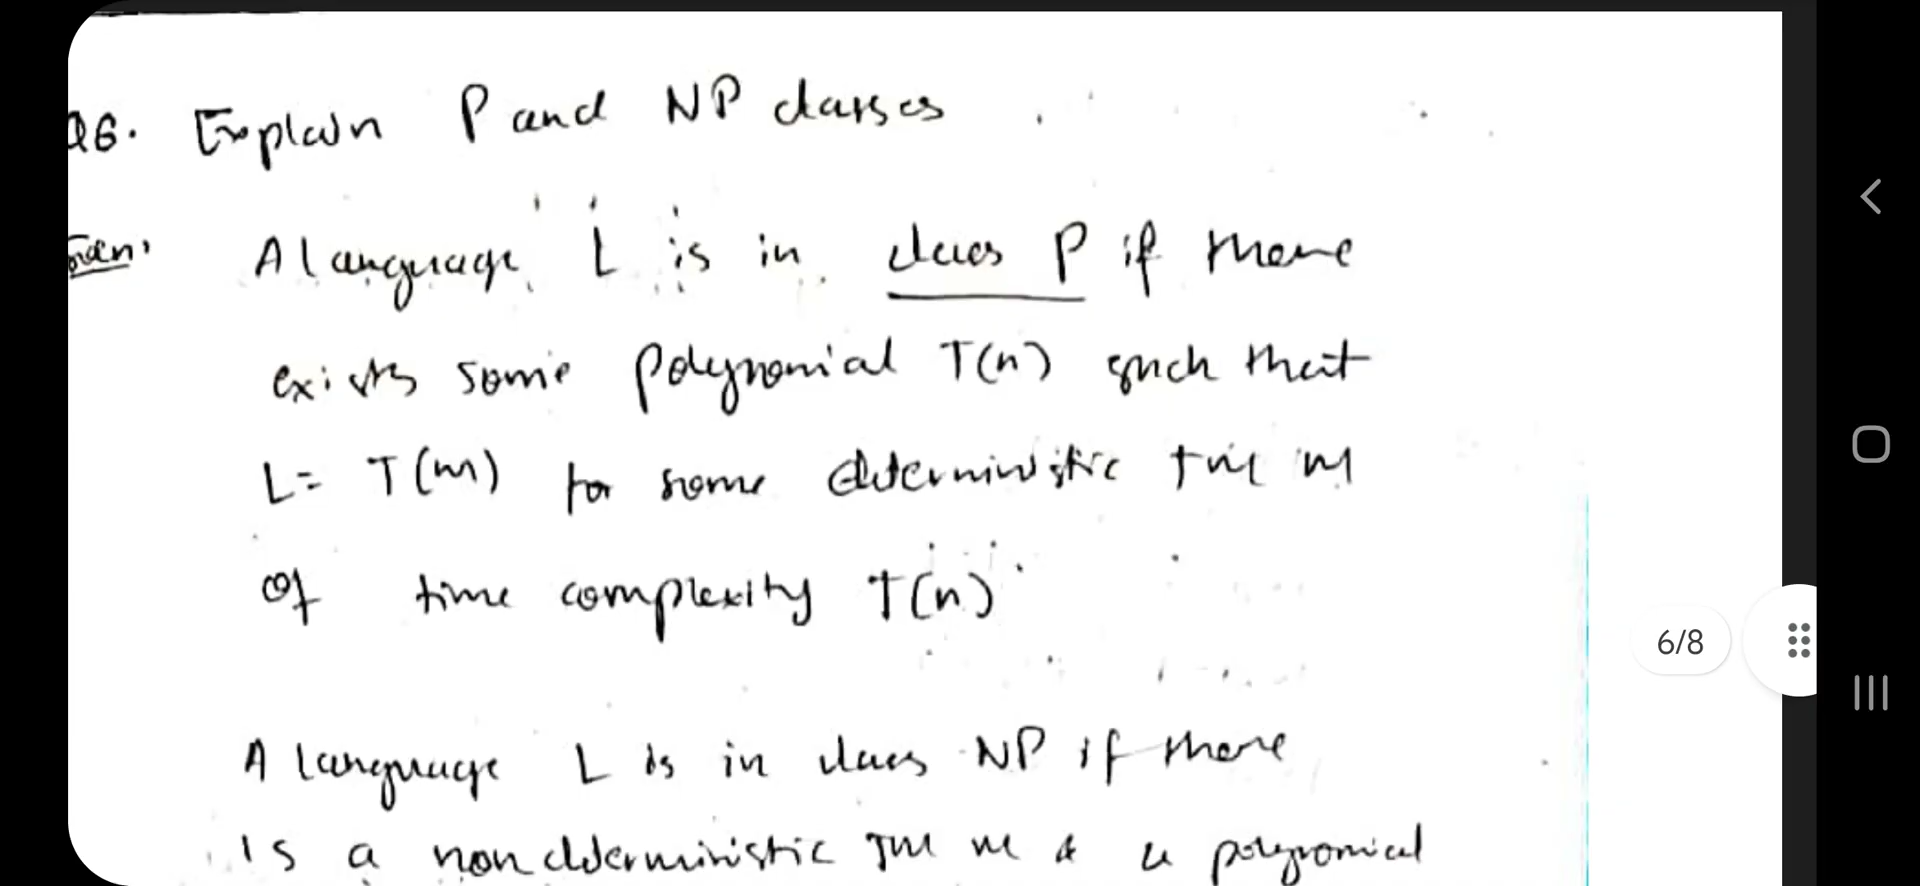 Q6. Explain P and NP classes.
A language L is in class P if there
exists some polynomial T(n) such that
L = T(M) for some deterministic TM M
of time complexity T(n).
6/8
A language L is in class NP if there
is a nondeterministic TM M & a polynomial